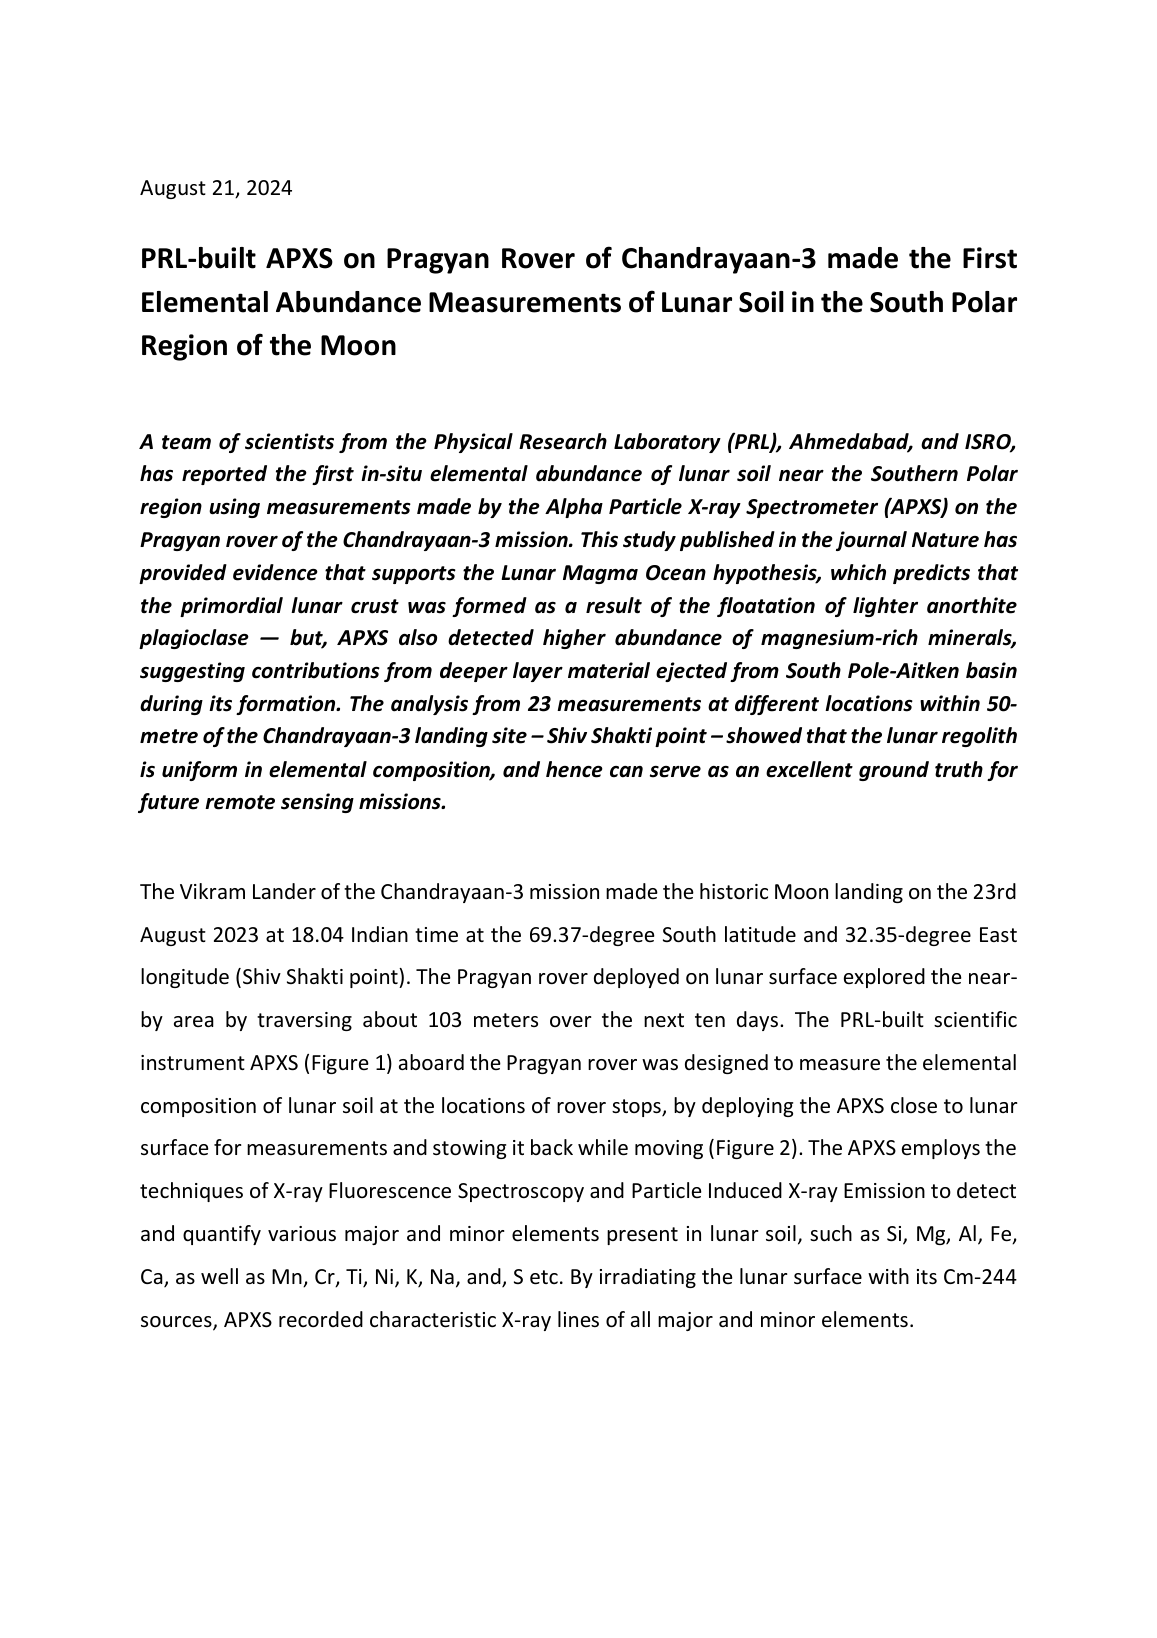 August 21, 2024
PRL-built APXS on Pragyan Rover of Chandrayaan-3 made the First
Elemental Abundance Measurements of Lunar Soil in the South Polar
Region of the Moon
A team of scientists from the Physical Research Laboratory (PRL), Ahmedabad, and ISRO,
has reported the first in-situ elemental abundance of lunar soil near the Southern Polar
region using measurements made by the Alpha Particle X-ray Spectrometer (APXS) on the
Pragyan rover of the Chandrayaan-3 mission. This study published in the journal Nature has
provided evidence that supports the Lunar Magma Ocean hypothesis, which predicts that
the primordial lunar crust was formed as a result of the floatation of lighter anorthite
plagioclase — but, APXS also detected higher abundance of magnesium-rich minerals,
suggesting contributions from deeper layer material ejected from South Pole-Aitken basin
during its formation. The analysis from 23 measurements at different locations within 50-
metre of the Chandrayaan-3 landing site – Shiv Shakti point – showed that the lunar regolith
is uniform in elemental composition, and hence can serve as an excellent ground truth for
future remote sensing missions.
The Vikram Lander of the Chandrayaan-3 mission made the historic Moon landing on the 23rd
August 2023 at 18.04 Indian time at the 69.37-degree South latitude and 32.35-degree East
longitude (Shiv Shakti point). The Pragyan rover deployed on lunar surface explored the near-
by area by traversing about 103 meters over the next ten days. The PRL-built scientific
instrument APXS (Figure 1) aboard the Pragyan rover was designed to measure the elemental
composition of lunar soil at the locations of rover stops, by deploying the APXS close to lunar
surface for measurements and stowing it back while moving (Figure 2). The APXS employs the
techniques of X-ray Fluorescence Spectroscopy and Particle Induced X-ray Emission to detect
and quantify various major and minor elements present in lunar soil, such as Si, Mg, Al, Fe,
Ca, as well as Mn, Cr, Ti, Ni, K, Na, and, S etc. By irradiating the lunar surface with its Cm-244
sources, APXS recorded characteristic X-ray lines of all major and minor elements.